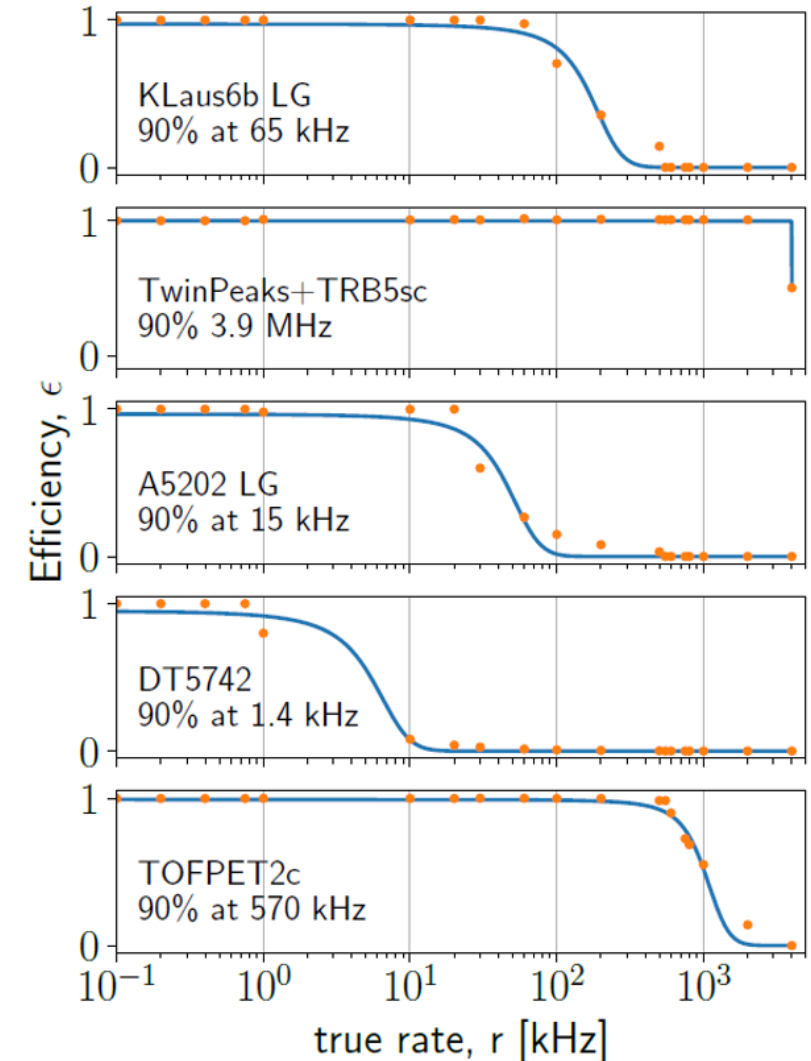 1
KLaus6b LG
90% at 65 kHz
0
1
TwinPeaks+TRB5sc
90% 3.9 MHz
0
Efficiency, ϵ
1
A5202 LG
90% at 15 kHz
0
1
DT5742
90% at 1.4 kHz
0
1
TOFPET2c
90% at 570 kHz
0
10⁻¹ 10⁰ 10¹ 10² 10³
true rate, r [kHz]